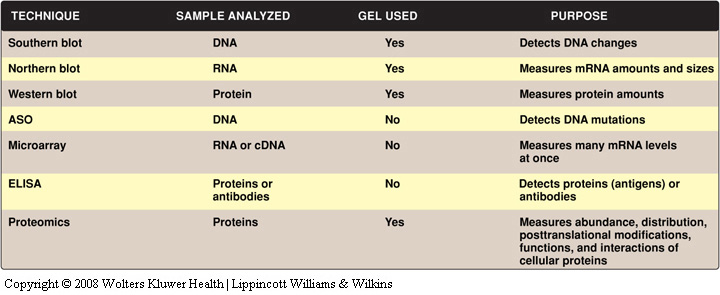 TECHNIQUE SAMPLE ANALYZED GEL USED PURPOSE
Southern blot DNA Yes Detects DNA changes
Northern blot RNA Yes Measures mRNA amounts and sizes
Western blot Protein Yes Measures protein amounts
ASO DNA No Detects DNA mutations
Microarray RNA or cDNA No Measures many mRNA levels
at once
ELISA Proteins or No Detects proteins (antigens) or
antibodies antibodies
Proteomics Proteins Yes Measures abundance, distribution,
posttranslational modifications,
functions, and interactions of
cellular proteins
Copyright © 2008 Wolters Kluwer Health | Lippincott Williams & Wilkins